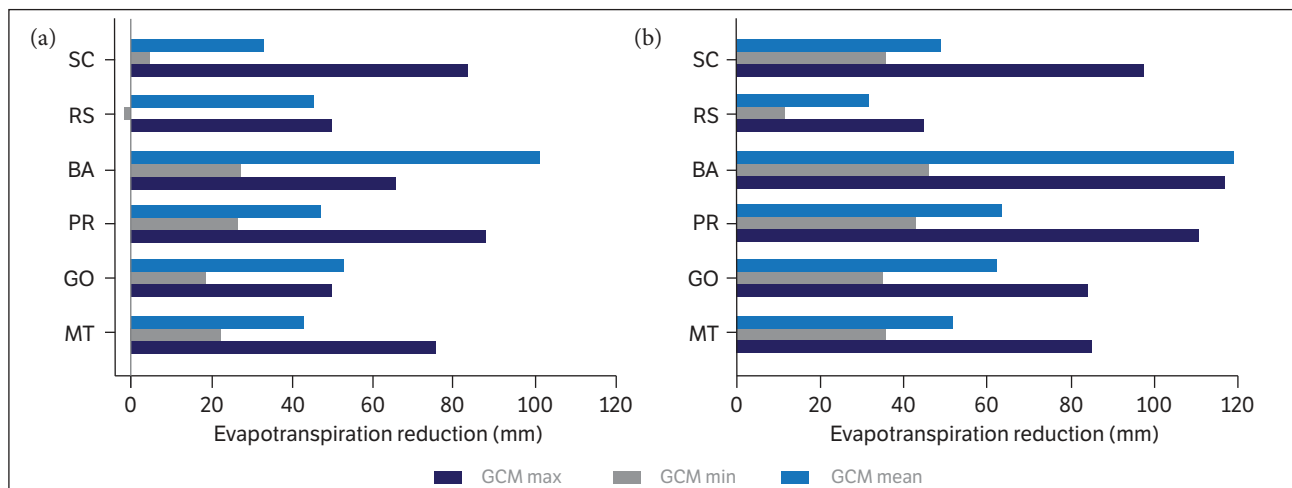 (a)
SC
RS
BA
PR
GO
MT
0 20 40 60 80 100 120
Evapotranspiration reduction (mm)
(b)
SC
RS
BA
PR
GO
MT
0 20 40 60 80 100 120
Evapotranspiration reduction (mm)
GCM max GCM min GCM mean